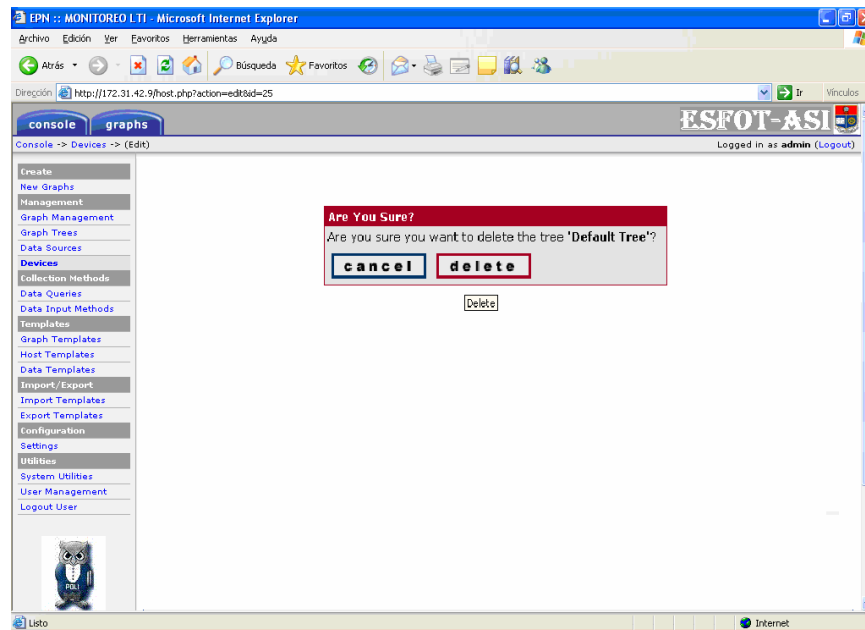 EPN :: MONITOREO LTI - Microsoft Internet Explorer
Archivo Edición Ver Favoritos Herramientas Ayuda
Atrás Búsqueda Favoritos
Dirección http://172.31.42.9/host.php?action=edit&id=25 Ir Vínculos
console graphs ESFOT-ASI
Console -> Devices -> (Edit) Logged in as admin (Logout)
Create
New Graphs
Management
Graph Management
Graph Trees
Data Sources
Devices
Collection Methods
Data Queries
Data Input Methods
Templates
Graph Templates
Host Templates
Data Templates
Import/Export
Import Templates
Export Templates
Configuration
Settings
Utilities
System Utilities
User Management
Logout User
POLI
Are You Sure?
Are you sure you want to delete the tree 'Default Tree'?
cancel delete
Delete
Listo Internet